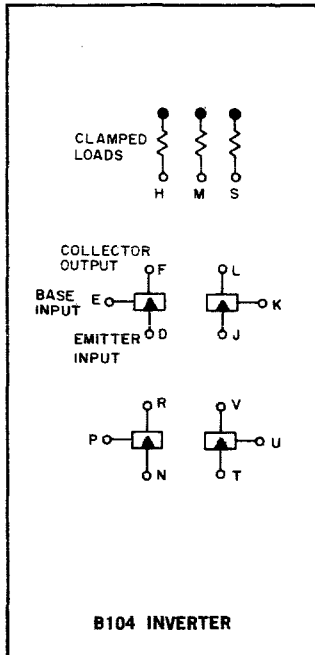 CLAMPED
LOADS
H M S
COLLECTOR
OUTPUT
F L
BASE
INPUT
E K
EMITTER
INPUT
D J
R V
P U
N T
B104 INVERTER